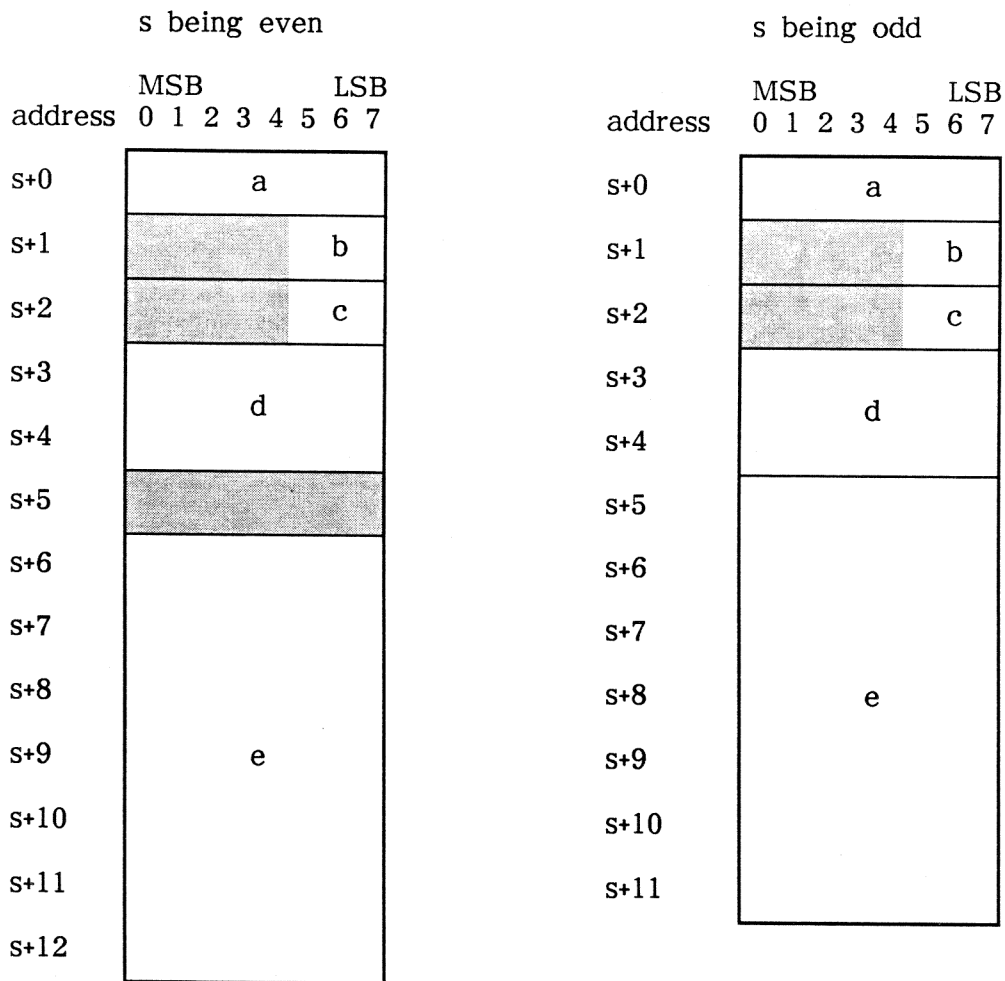 s being even
MSB LSB
address 0 1 2 3 4 5 6 7
s+0 a
s+1 b
s+2 c
s+3
d
s+4
s+5
s+6
s+7
s+8
s+9 e
s+10
s+11
s+12
s being odd
MSB LSB
address 0 1 2 3 4 5 6 7
s+0 a
s+1 b
s+2 c
s+3
d
s+4
s+5
s+6
s+7
s+8 e
s+9
s+10
s+11